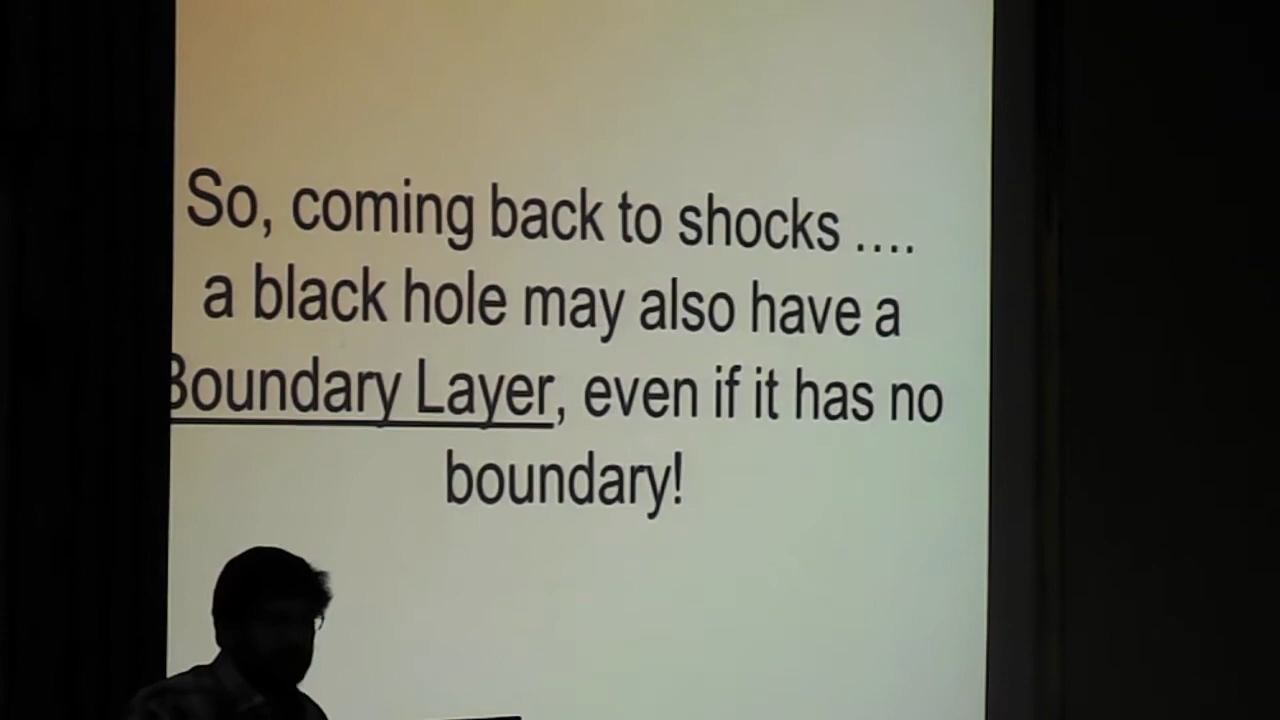 So, coming back to shocks ....
a black hole may also have a
Boundary Layer, even if it has no
boundary!